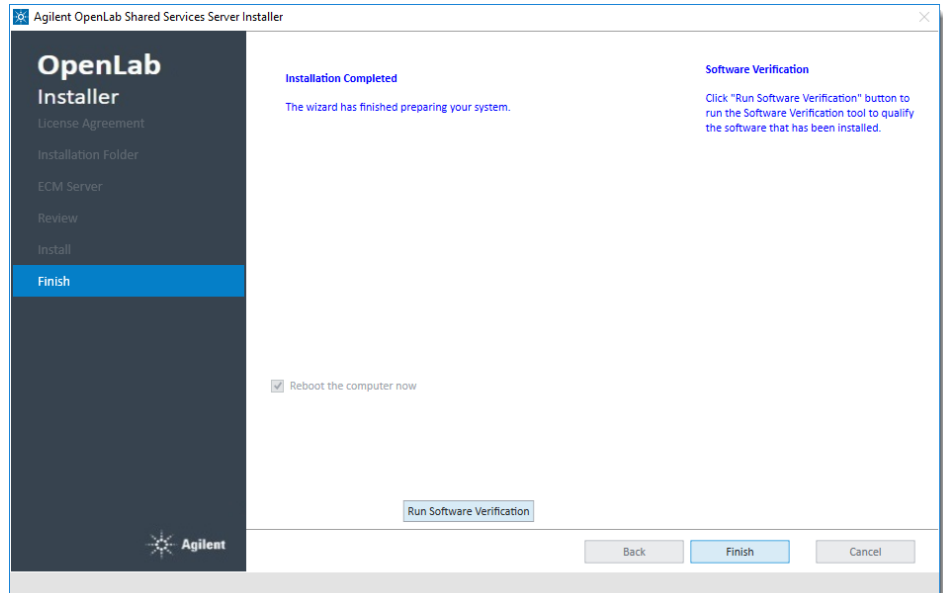 Agilent OpenLab Shared Services Server Installer
OpenLab
Installer
License Agreement
Installation Folder
ECM Server
Review
Install
Finish
Agilent
Installation Completed
The wizard has finished preparing your system.
Software Verification
Click "Run Software Verification" button to
run the Software Verification tool to qualify
the software that has been installed.
Reboot the computer now
Run Software Verification
Back
Finish
Cancel